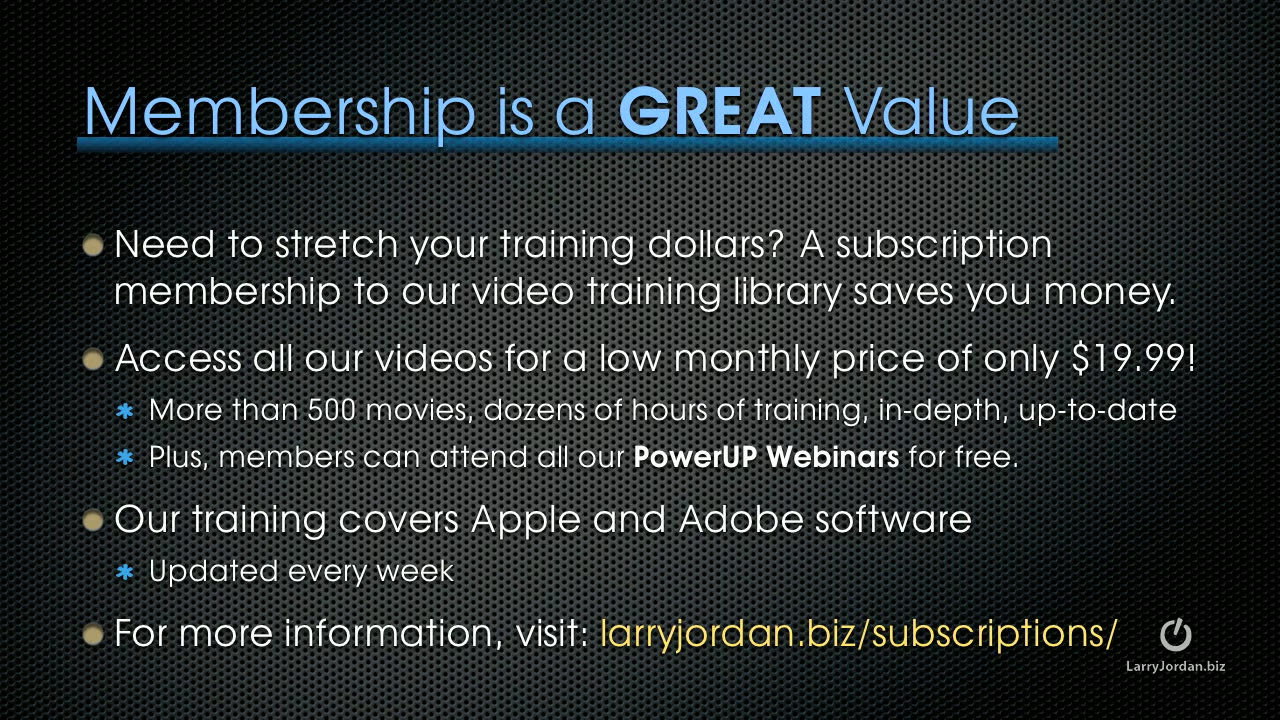 Membership is a GREAT Value
Need to stretch your training dollars? A subscription
membership to our video training library saves you money.
Access all our videos for a low monthly price of only $19.99!
More than 500 movies, dozens of hours of training, in-depth, up-to-date
Plus, members can attend all our PowerUP Webinars for free.
Our training covers Apple and Adobe software
Updated every week
For more information, visit: larryjordan.biz/subscriptions/
LarryJordan.biz